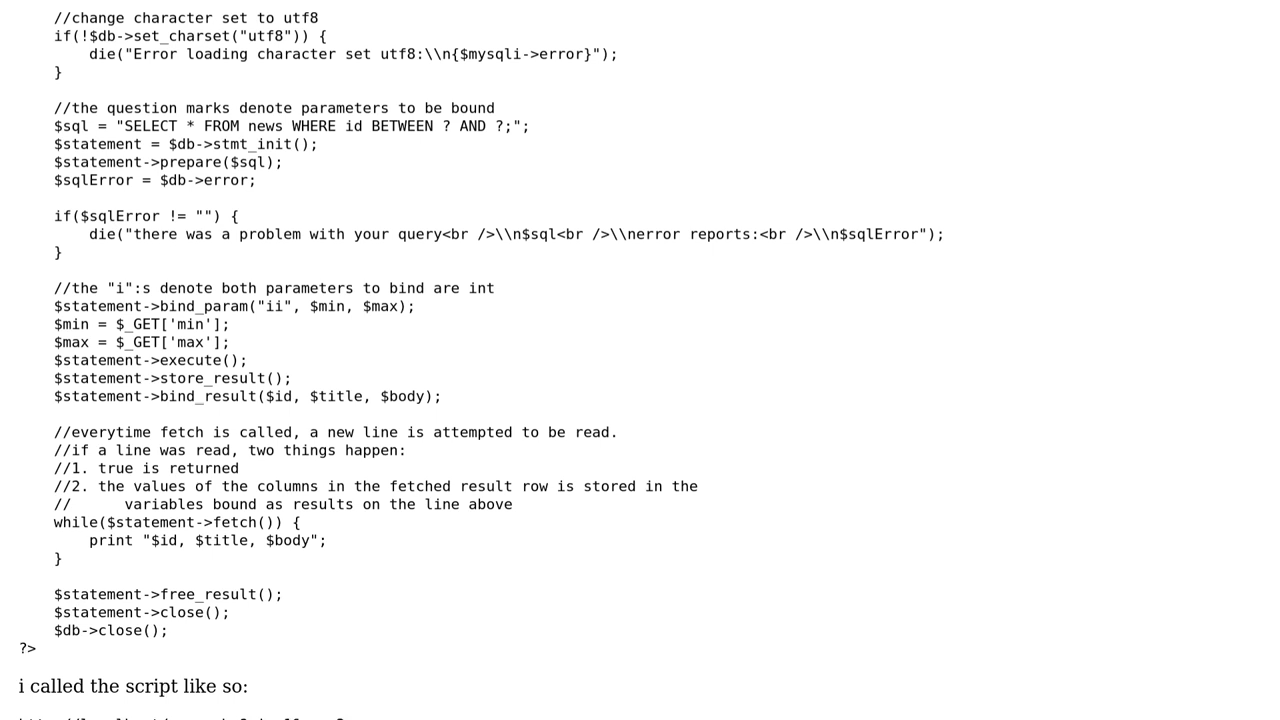 //change character set to utf8
if(!$db->set_charset("utf8")) {
die("Error loading character set utf8:\\n{$mysqli->error}");
}
//the question marks denote parameters to be bound
$sql = "SELECT * FROM news WHERE id BETWEEN ? AND ?;";
$statement = $db->stmt_init();
$statement->prepare($sql);
$sqlError = $db->error;
if($sqlError != "") {
die("there was a problem with your query<br />\\n$sql<br />\\nerror reports:<br />\\n$sqlError");
}
//the "i":s denote both parameters to bind are int
$statement->bind_param("ii", $min, $max);
$min = $_GET['min'];
$max = $_GET['max'];
$statement->execute();
$statement->store_result();
$statement->bind_result($id, $title, $body);
//everytime fetch is called, a new line is attempted to be read.
//if a line was read, two things happen:
//1. true is returned
//2. the values of the columns in the fetched result row is stored in the
//      variables bound as results on the line above
while($statement->fetch()) {
print "$id, $title, $body";
}
$statement->free_result();
$statement->close();
$db->close();
?>
i called the script like so: